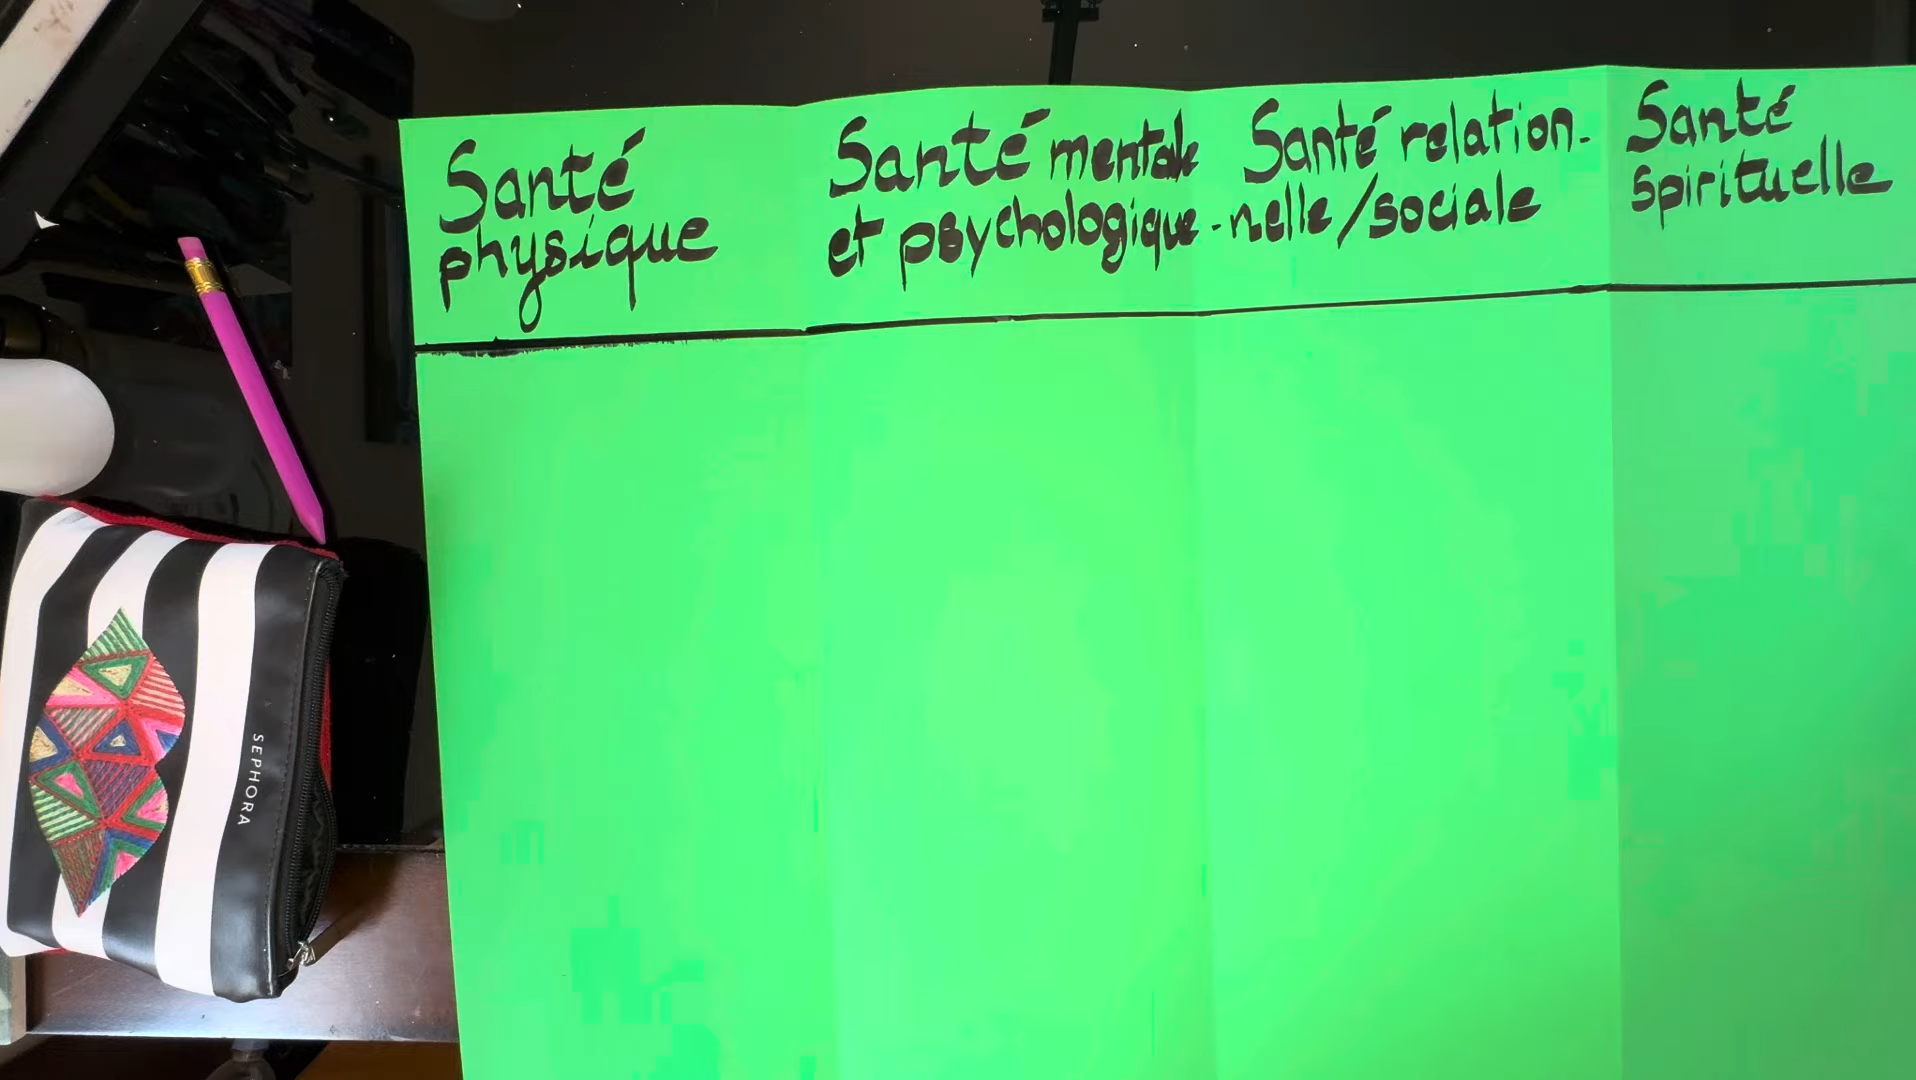 Santé
physique
Santé mentale
et psychologique
Santé relation-
-nelle/sociale
Santé
spirituelle
SEPHORA